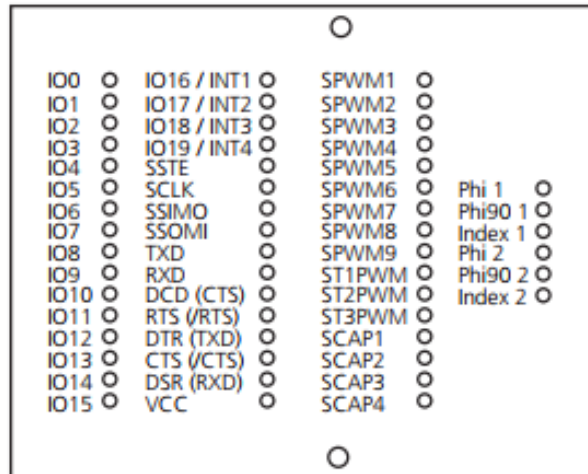 IO0 IO16 / INT1 SPWM1
IO1 IO17 / INT2 SPWM2
IO2 IO18 / INT3 SPWM3
IO3 IO19 / INT4 SPWM4
IO4 SSTE SPWM5
IO5 SCLK SPWM6 Phi 1
IO6 SSIMO SPWM7 Phi90 1
IO7 SSOMI SPWM8 Index 1
IO8 TXD SPWM9 Phi 2
IO9 RXD ST1PWM Phi90 2
IO10 DCD (CTS) ST2PWM Index 2
IO11 RTS (/RTS) ST3PWM
IO12 DTR (TXD) SCAP1
IO13 CTS (/CTS) SCAP2
IO14 DSR (RXD) SCAP3
IO15 VCC SCAP4